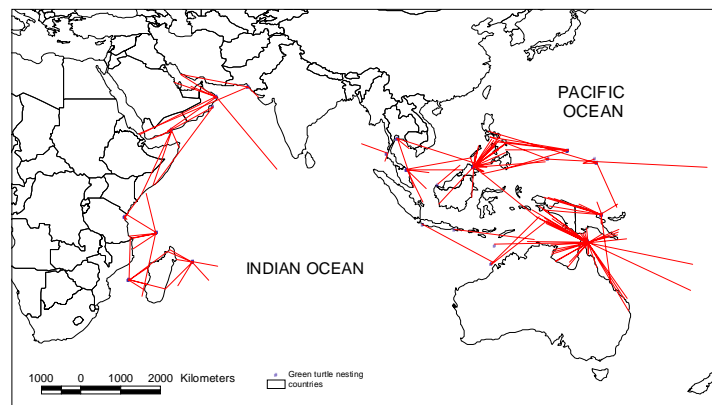 PACIFIC
OCEAN
INDIAN OCEAN
1000 0 1000 2000 Kilometers
Green turtle nesting
countries